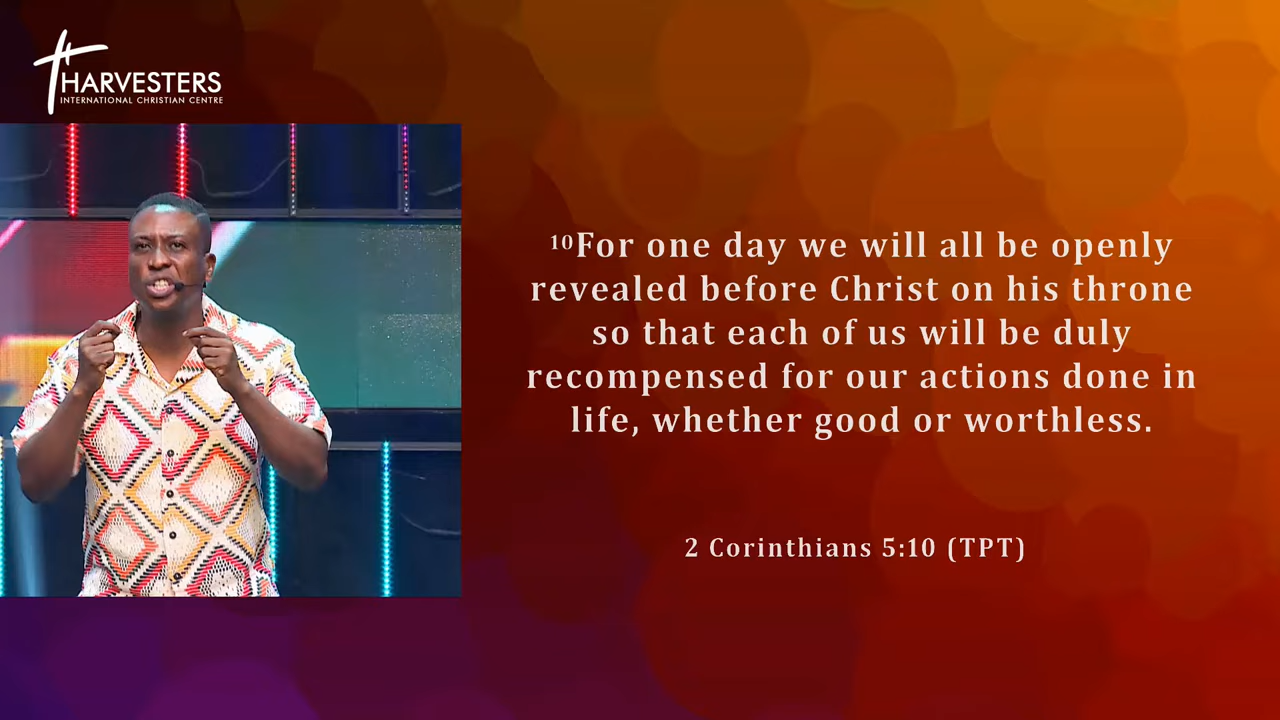 HARVESTERS
INTERNATIONAL CHRISTIAN CENTRE
¹⁰For one day we will all be openly
revealed before Christ on his throne
so that each of us will be duly
recompensed for our actions done in
life, whether good or worthless.
2 Corinthians 5:10 (TPT)